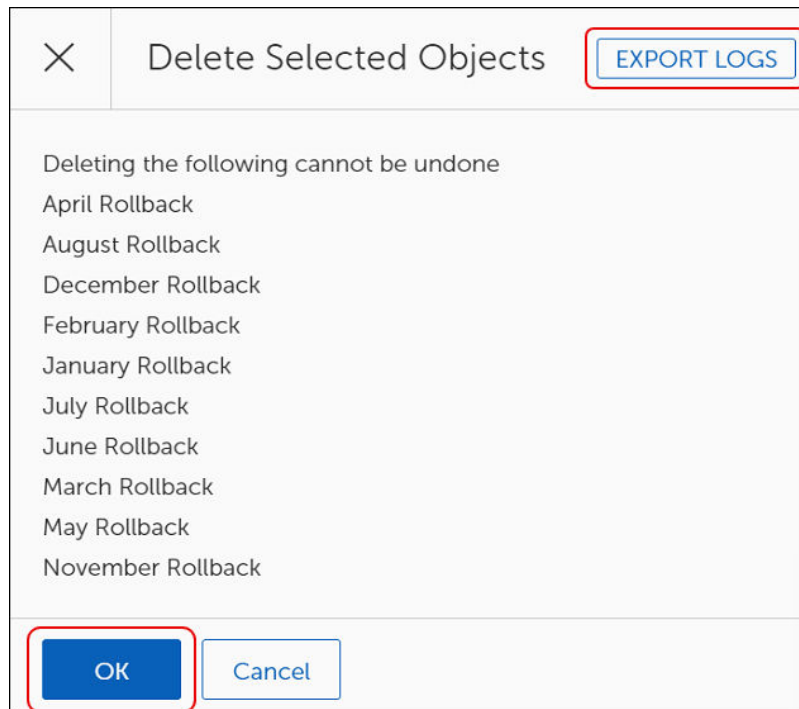 Delete Selected Objects
EXPORT LOGS
Deleting the following cannot be undone
April Rollback
August Rollback
December Rollback
February Rollback
January Rollback
July Rollback
June Rollback
March Rollback
May Rollback
November Rollback
OK
Cancel